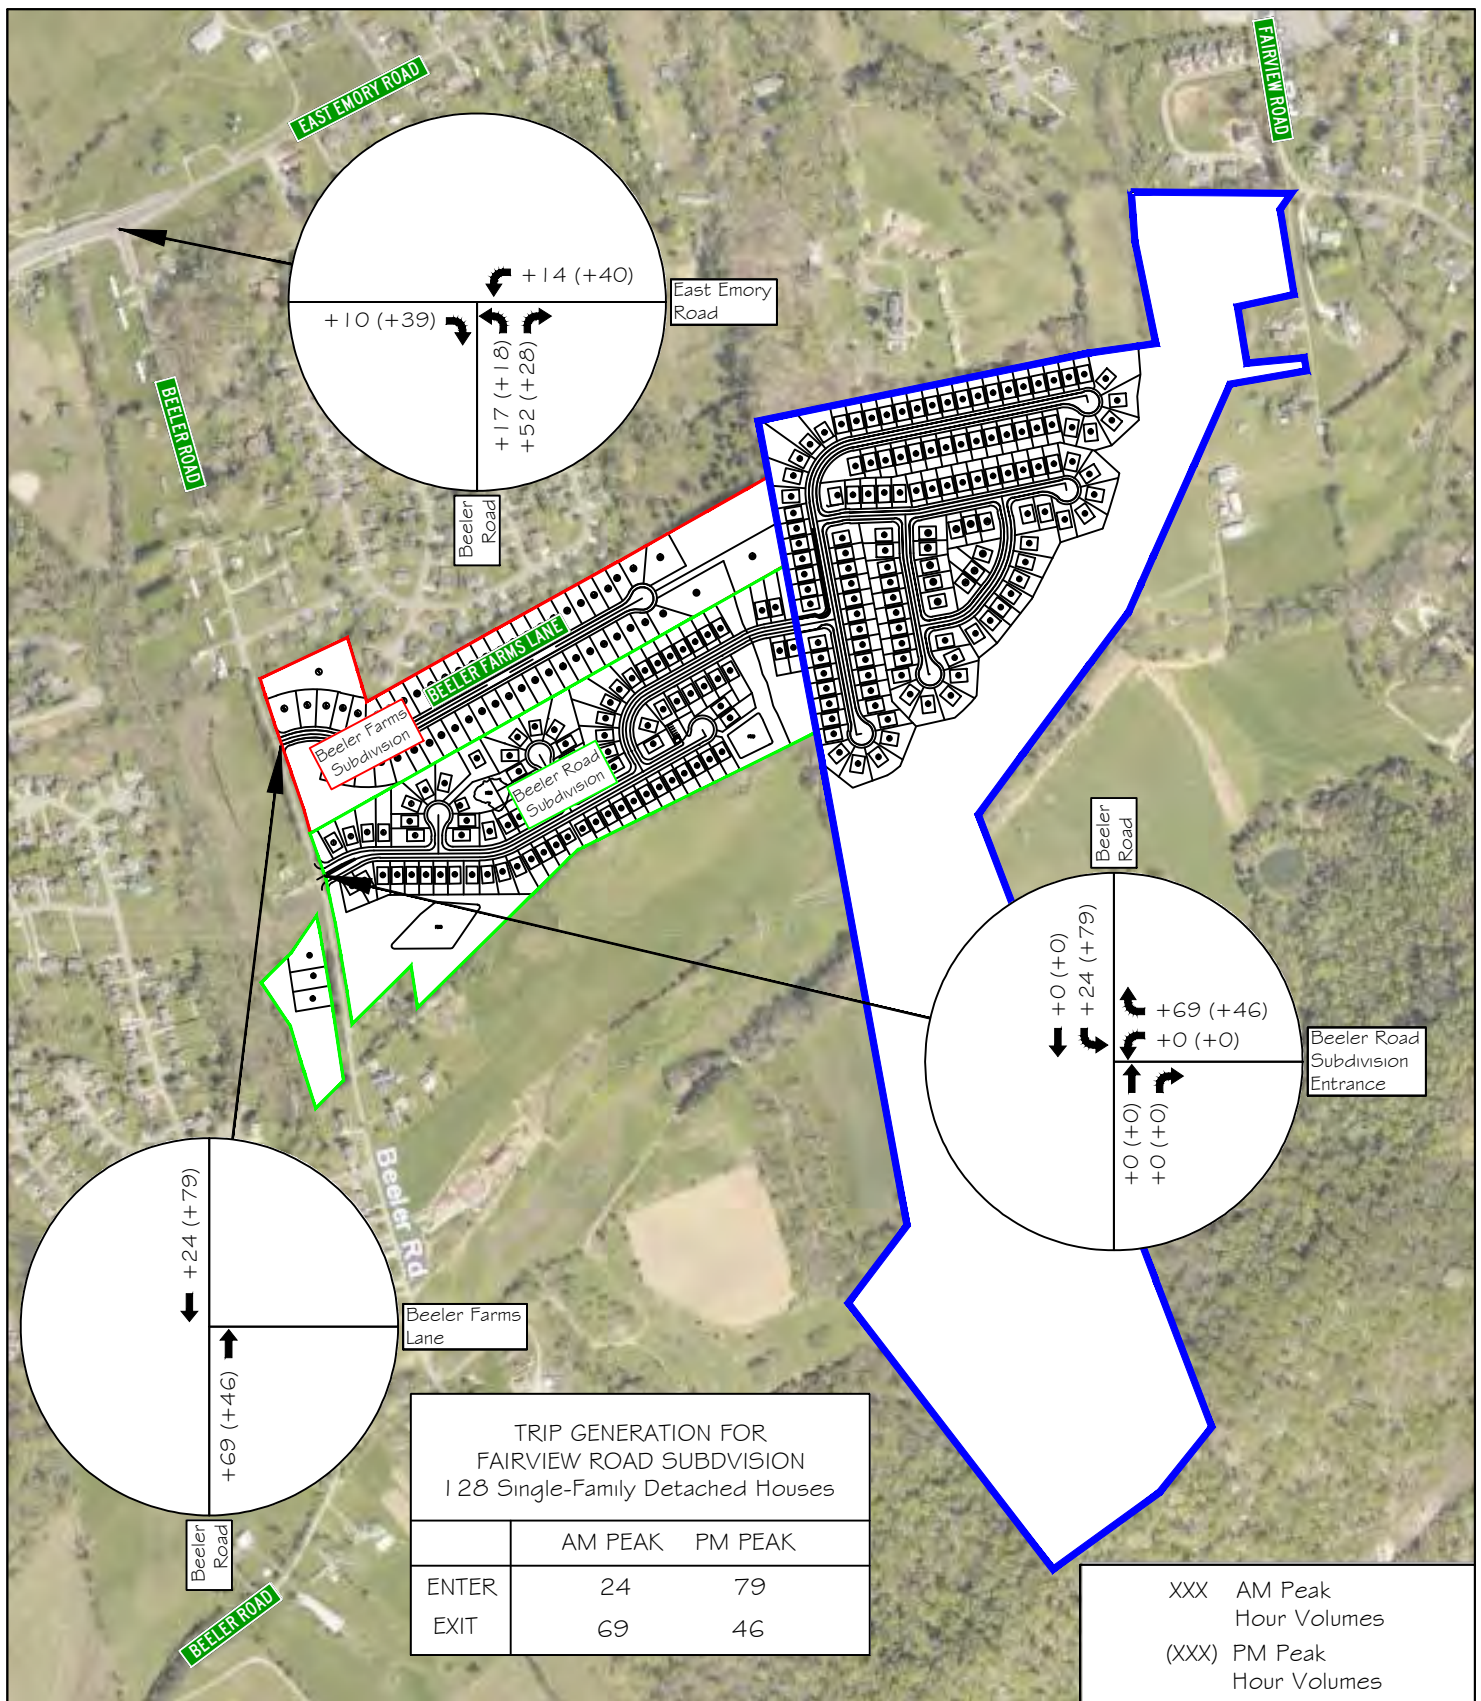 EAST EMORY ROAD
FAIRVIEW ROAD
+14 (+40)
+10 (+39)
+17 (+18)
+52 (+28)
East Emory
Road
BEELER ROAD
Beeler
Road
BEELER FARMS LANE
Beeler Farms
Subdivision
Beeler Road
Subdivision
Beeler
Road
+0 (+0)
+24 (+79)
+69 (+46)
+0 (+0)
+0 (+0)
+0 (+0)
Beeler Road
Subdivision
Entrance
Beeler Rd
+24 (+79)
+69 (+46)
Beeler Farms
Lane
Beeler
Road
BEELER ROAD
TRIP GENERATION FOR
FAIRVIEW ROAD SUBDVISION
128 Single-Family Detached Houses
AM PEAK PM PEAK
ENTER 24 79
EXIT 69 46
XXX AM Peak
Hour Volumes
(XXX) PM Peak
Hour Volumes